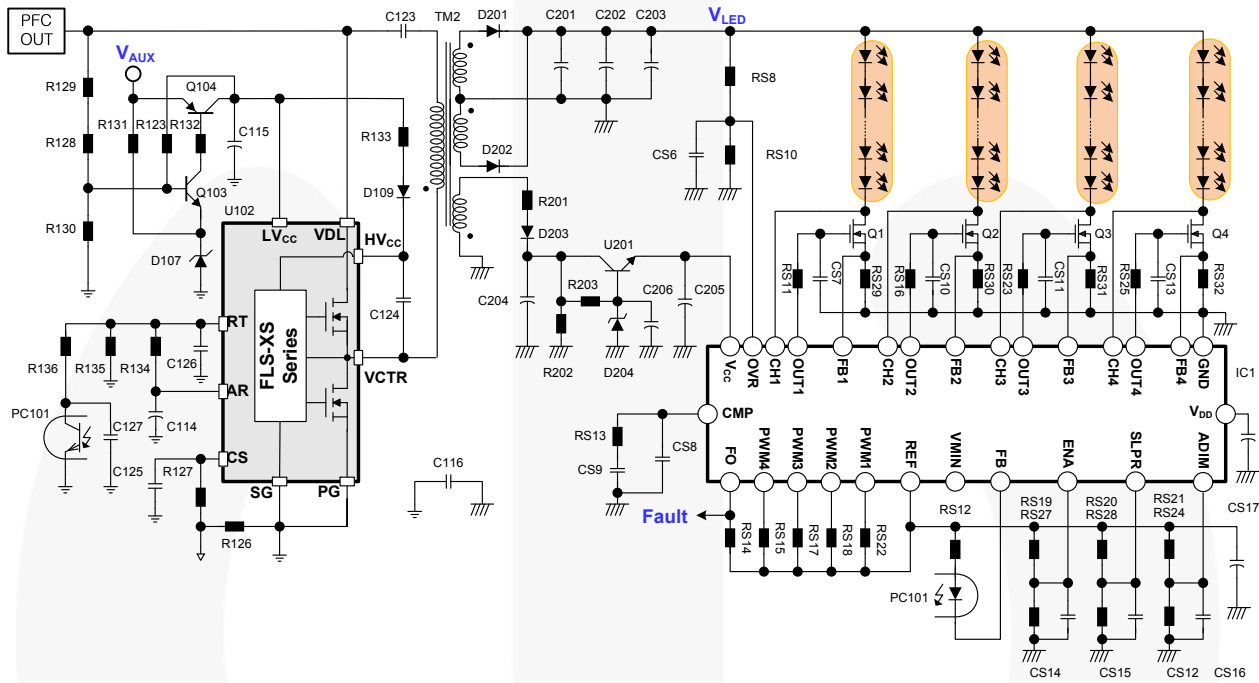 PFC
OUT
C123
TM2
D201
C201
C202
C203
VLED
VAUX
R129
Q104
R131
R123
R132
C115
R128
R133
RS8
CS6
RS10
D202
Q103
D109
R130
U102
R201
D203
U201
D107
LVCC
VDL
HVCC
C204
R203
C206
C205
C124
R202
D204
Q1
Q2
Q3
Q4
RS11
CS7
RS29
RS16
CS10
RS30
RS23
CS11
RS31
RS25
CS13
RS32
RT
R136
R135
R134
C126
FLS-XS
Series
VCTR
AR
PC101
C127
C114
C125
R127
CS
SG
PG
C116
R126
VCC
OVR
CH1
OUT1
FB1
CH2
OUT2
FB2
CH3
OUT3
FB3
CH4
OUT4
FB4
GND
IC1
CMP
VDD
RS13
CS8
CS9
FO
PWM4
PWM3
PWM2
PWM1
REF
VMIN
FB
ENA
SLPR
ADIM
Fault
RS14
RS15
RS17
RS18
RS22
RS12
RS19
RS27
RS20
RS28
RS21
RS24
CS17
PC101
CS14
CS15
CS12
CS16